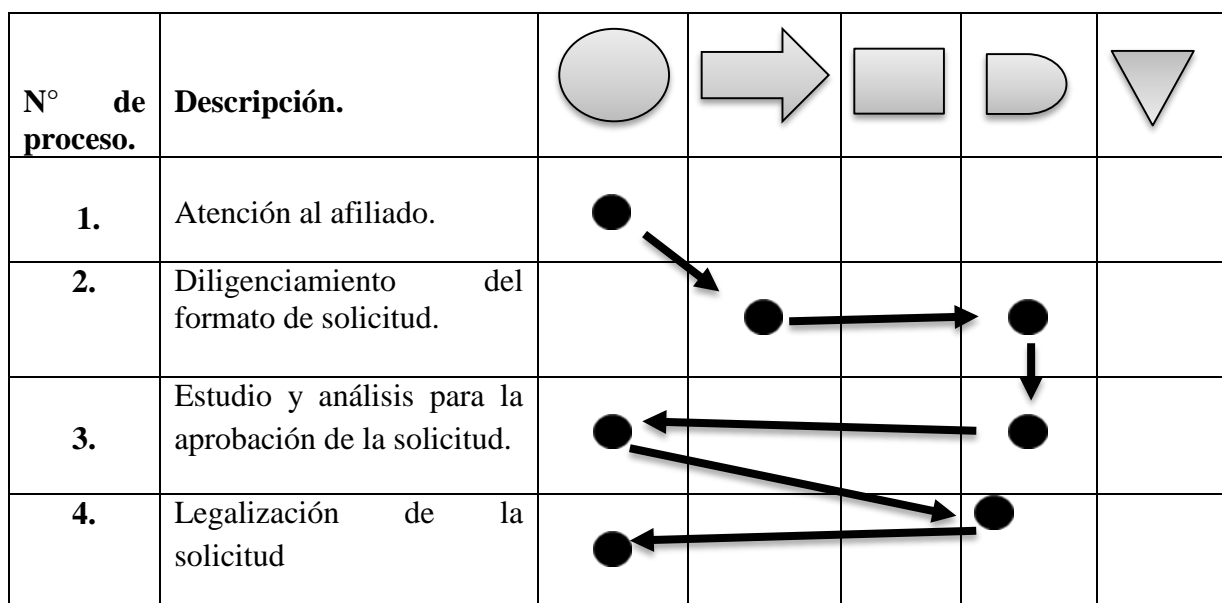 N° de
proceso.
Descripción.
1.
Atención al afiliado.
2.
Diligenciamiento del
formato de solicitud.
3.
Estudio y análisis para la
aprobación de la solicitud.
4.
Legalización de la
solicitud